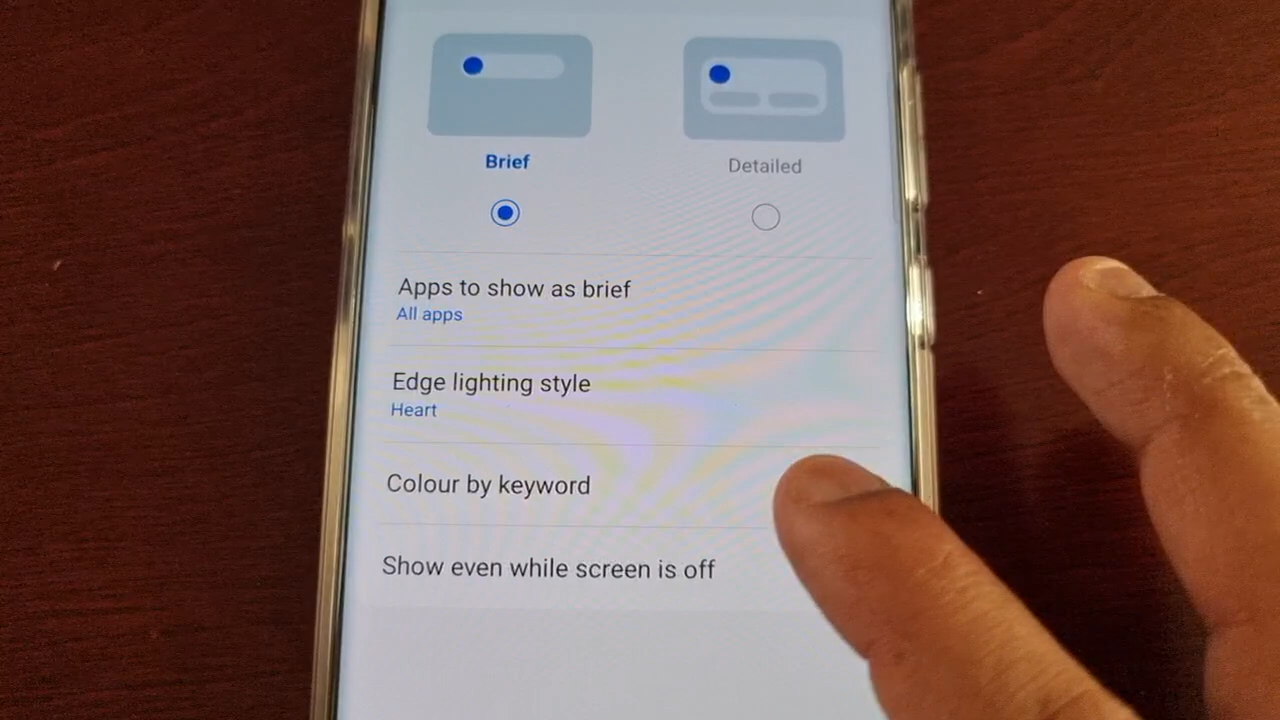 Brief
Detailed
Apps to show as brief
All apps
Edge lighting style
Heart
Colour by keyword
Show even while screen is off